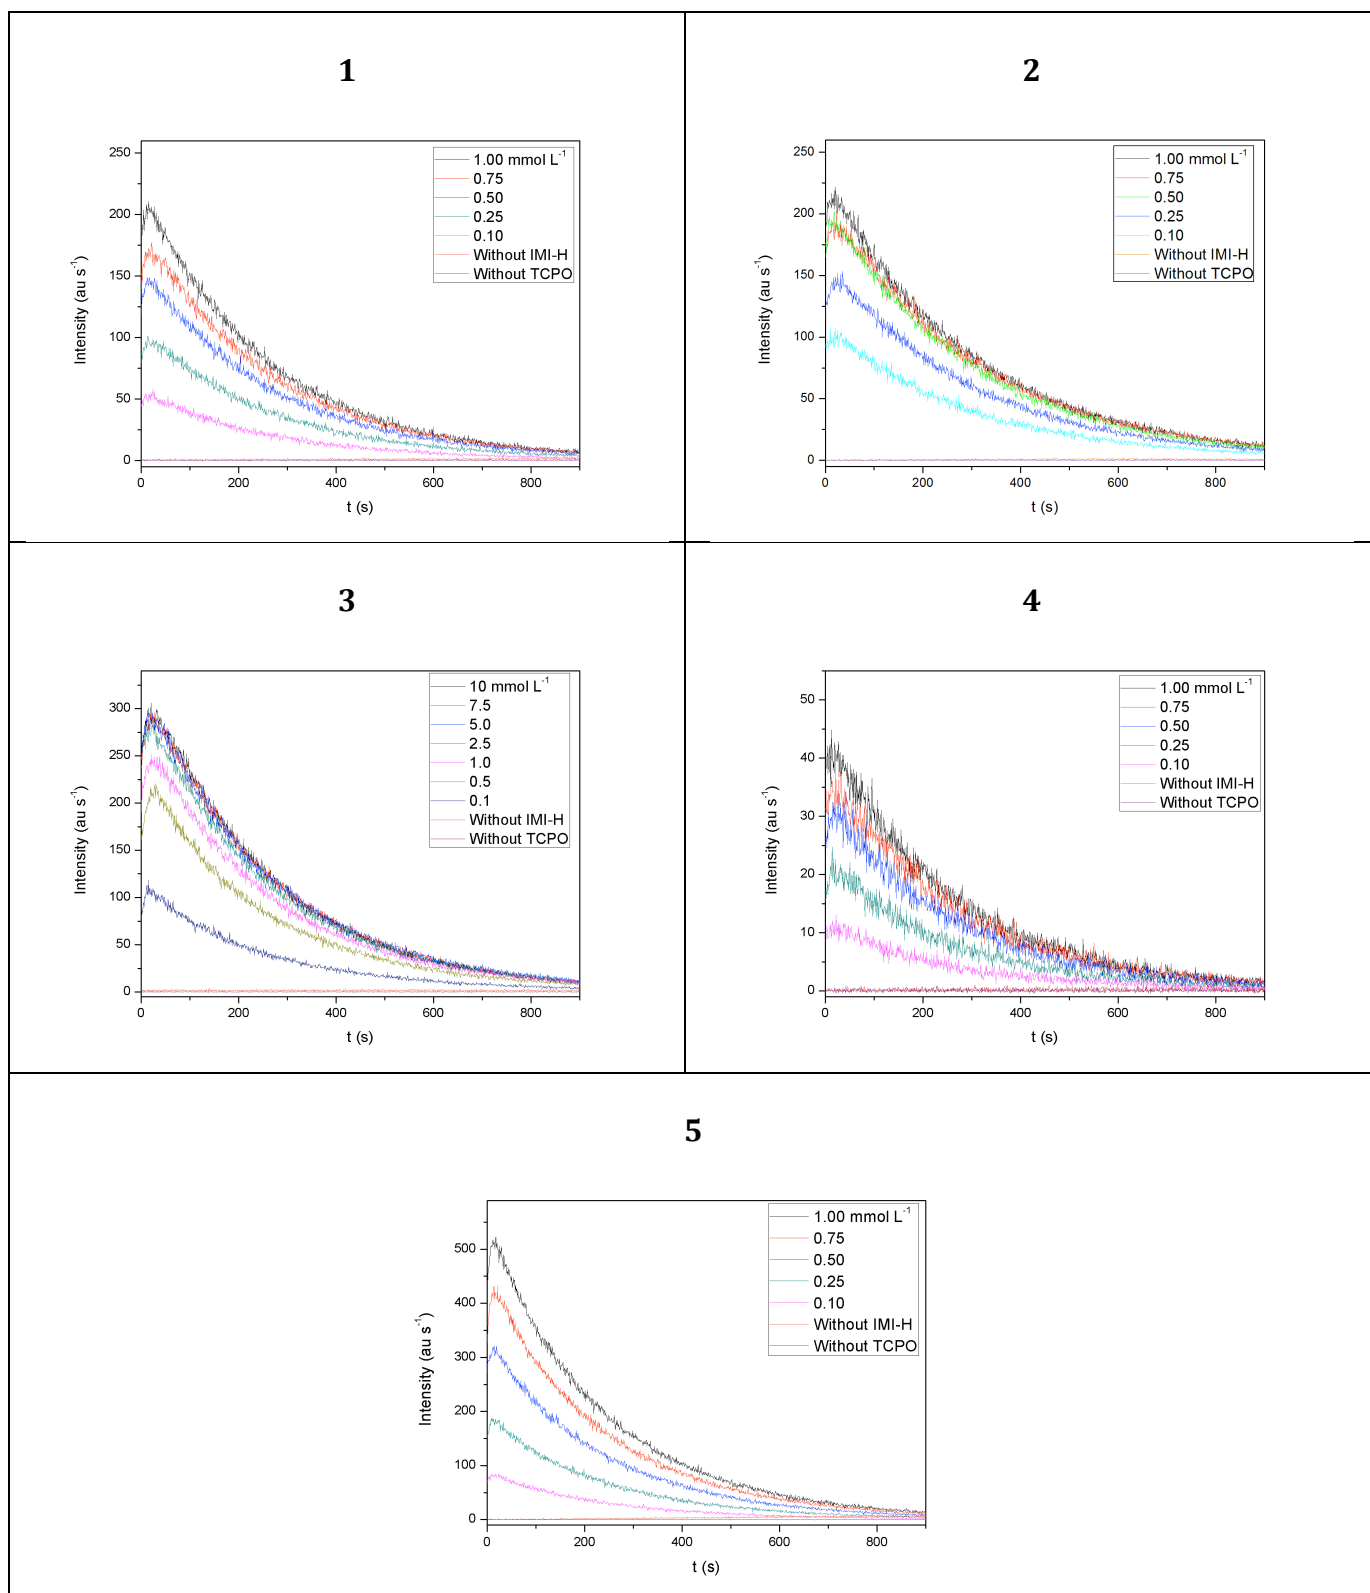 1
250
200
150
100
50
0
Intensity (au s-1)
0 200 400 600 800
t (s)
1.00 mmol L-1
0.75
0.50
0.25
0.10
Without IMI-H
Without TCPO
2
250
200
150
100
50
0
Intensity (au s-1)
0 200 400 600 800
t (s)
1.00 mmol L-1
0.75
0.50
0.25
0.10
Without IMI-H
Without TCPO
3
300
250
200
150
100
50
0
Intensity (au s-1)
0 200 400 600 800
t (s)
10 mmol L-1
7.5
5.0
2.5
1.0
0.5
0.1
Without IMI-H
Without TCPO
4
50
40
30
20
10
0
Intensity (au s-1)
0 200 400 600 800
t (s)
1.00 mmol L-1
0.75
0.50
0.25
0.10
Without IMI-H
Without TCPO
5
500
400
300
200
100
0
Intensity (au s-1)
0 200 400 600 800
t (s)
1.00 mmol L-1
0.75
0.50
0.25
0.10
Without IMI-H
Without TCPO